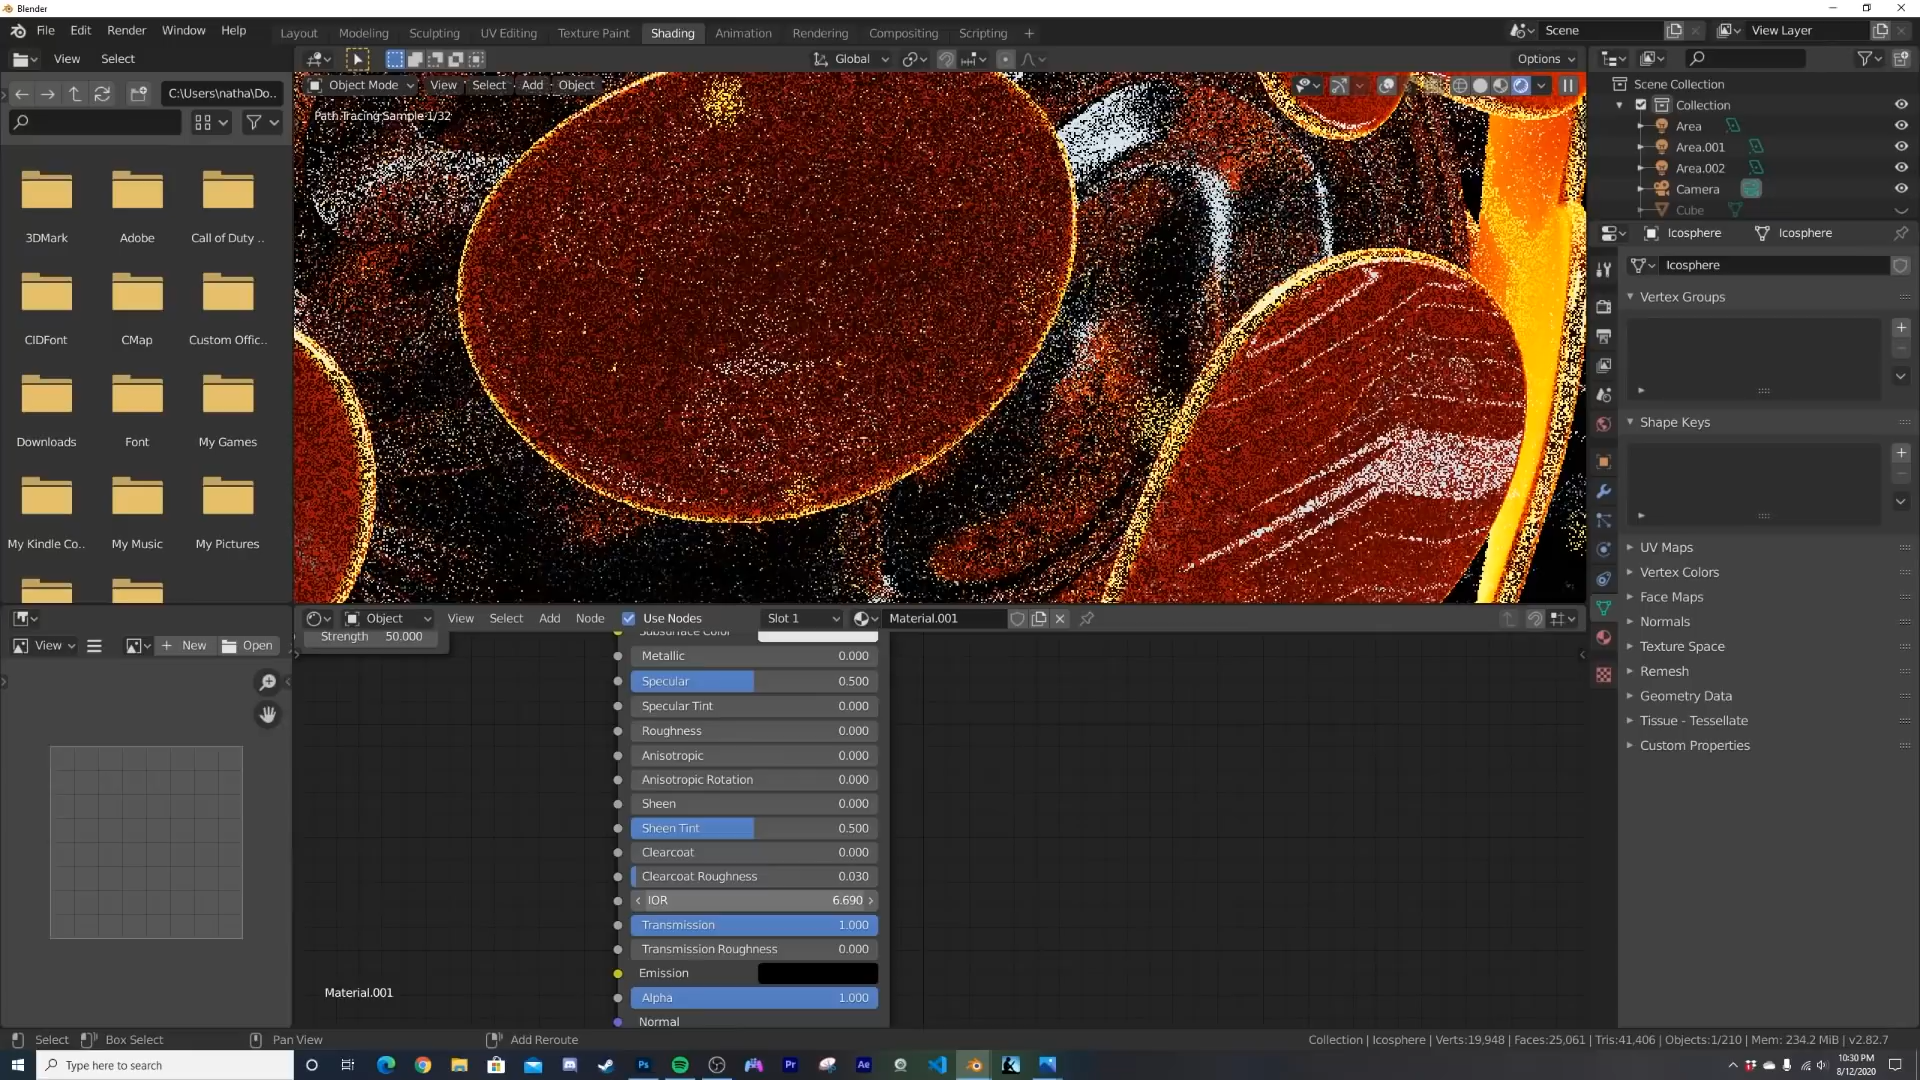 Blender
File Edit Render Window Help
Layout Modeling Sculpting UV Editing Texture Paint Shading Animation Rendering Compositing Scripting +
Scene
View Layer
View Select
Global
Options
C:\Users\natha\Do..
Object Mode View Select Add Object
Path Tracing Sample 1/32
3DMark Adobe Call of Duty ..
CIDFont CMap Custom Offic..
Downloads Font My Games
My Kindle Co.. My Music My Pictures
Scene Collection
Collection
Area
Area.001
Area.002
Camera
Cube
Icosphere Icosphere
Icosphere
Vertex Groups
Shape Keys
UV Maps
Vertex Colors
Face Maps
Normals
Texture Space
Remesh
Geometry Data
Tissue - Tessellate
Custom Properties
Object View Select Add Node Use Nodes Slot 1 Material.001
View New Open
Strength 50.000
Subsurface Color
Metallic 0.000
Specular 0.500
Specular Tint 0.000
Roughness 0.000
Anisotropic 0.000
Anisotropic Rotation 0.000
Sheen 0.000
Sheen Tint 0.500
Clearcoat 0.000
Clearcoat Roughness 0.030
IOR 6.690
Transmission 1.000
Transmission Roughness 0.000
Emission
Alpha 1.000
Normal
Material.001
Select Box Select Pan View Add Reroute
Collection | Icosphere | Verts:19,948 | Faces:25,061 | Tris:41,406 | Objects:1/210 | Mem: 234.2 MiB | v2.82.7
Type here to search
Ps Pr Ae
10:30 PM
8/12/2020